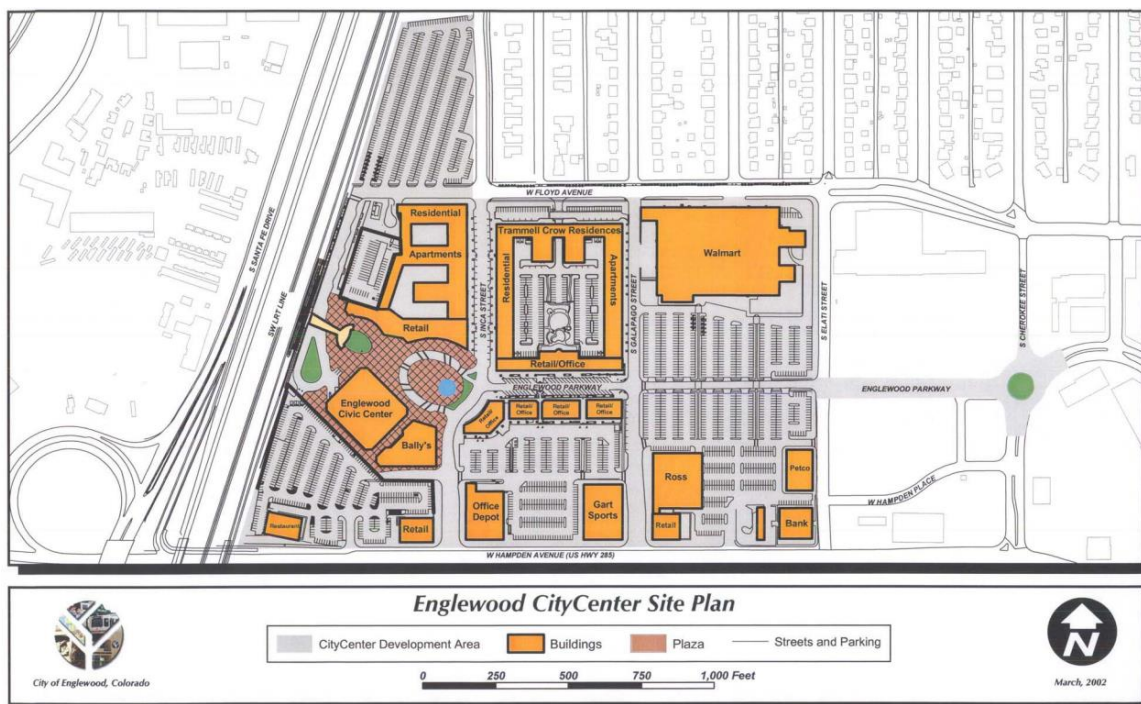 W FLOYD AVENUE
Residential
Apartments
Trammell Crow Residences
Residential
Apartments
Walmart
S SANTA FE DRIVE
SW LRT LINE
S INCA STREET
S GALAPAGO STREET
S ELATI STREET
S CHEROKEE STREET
Retail
Retail/Office
ENGLEWOOD PARKWAY
ENGLEWOOD PARKWAY
Englewood
Civic Center
Bally's
Retail/
Office
Retail/
Office
Retail/
Office
Retail/
Office
Ross
Petco
W HAMPDEN PLACE
Office
Depot
Gart
Sports
Restaurant
Retail
Retail
Bank
W HAMPDEN AVENUE (US HWY 285)
Englewood CityCenter Site Plan
CityCenter Development Area
Buildings
Plaza
Streets and Parking
0 250 500 750 1,000 Feet
City of Englewood, Colorado
N
March, 2002